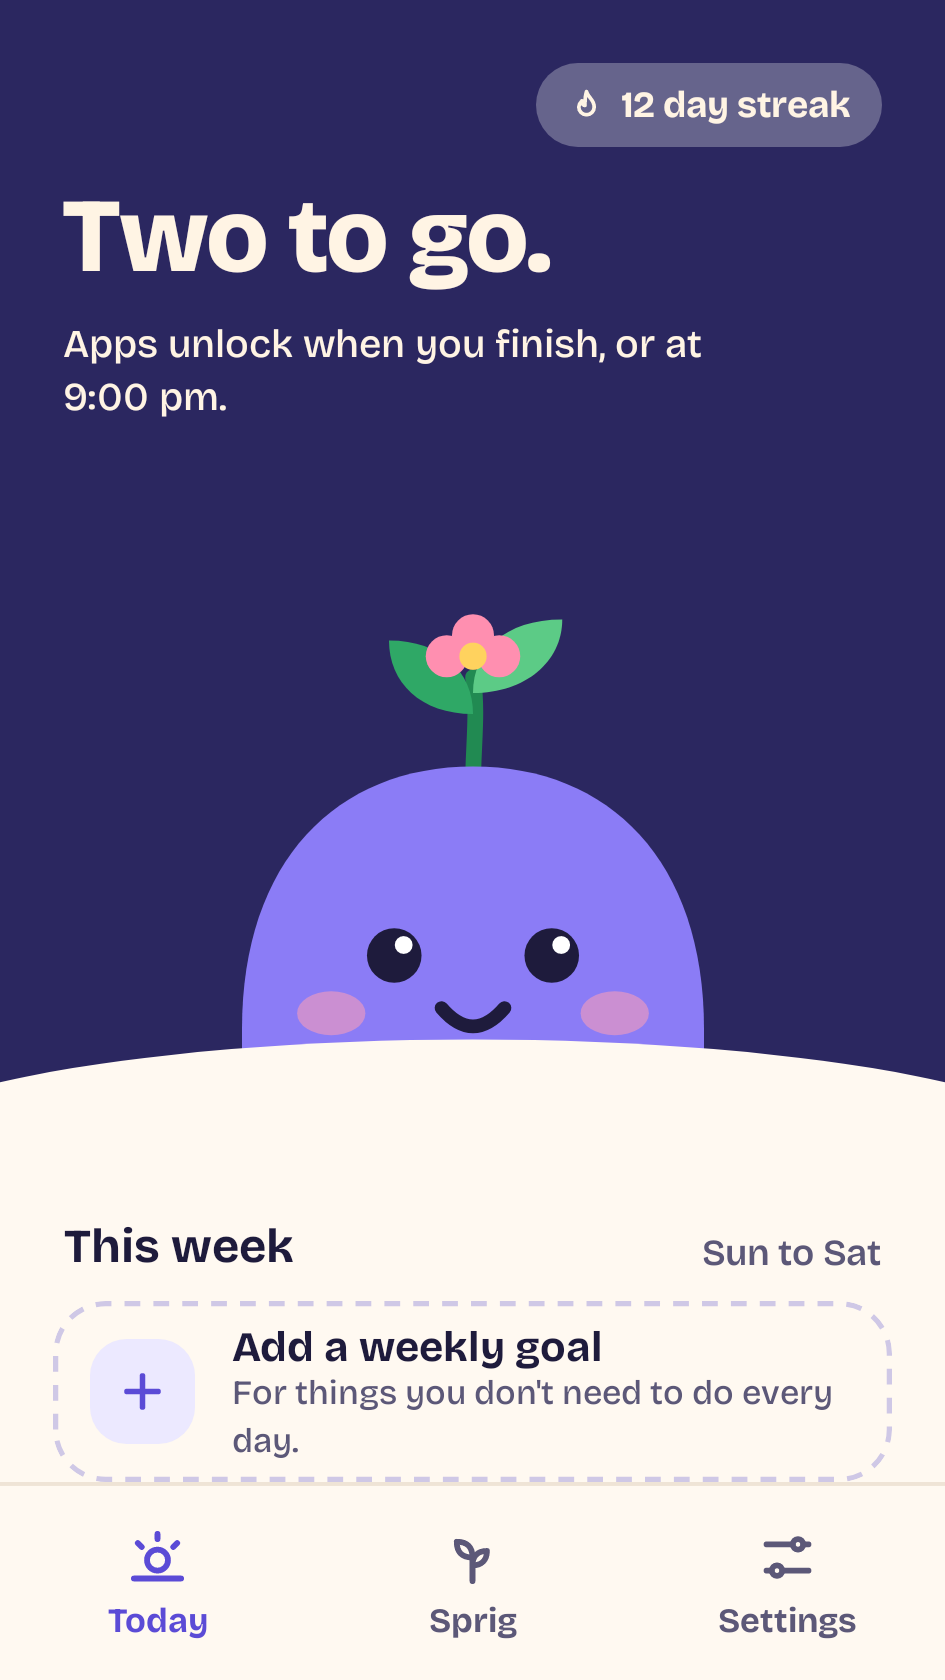 12 day streak
Two to go.
Apps unlock when you finish, or at
9:00 pm.
This week
Sun to Sat
Add a weekly goal
For things you don't need to do every
day.
Today
Sprig
Settings